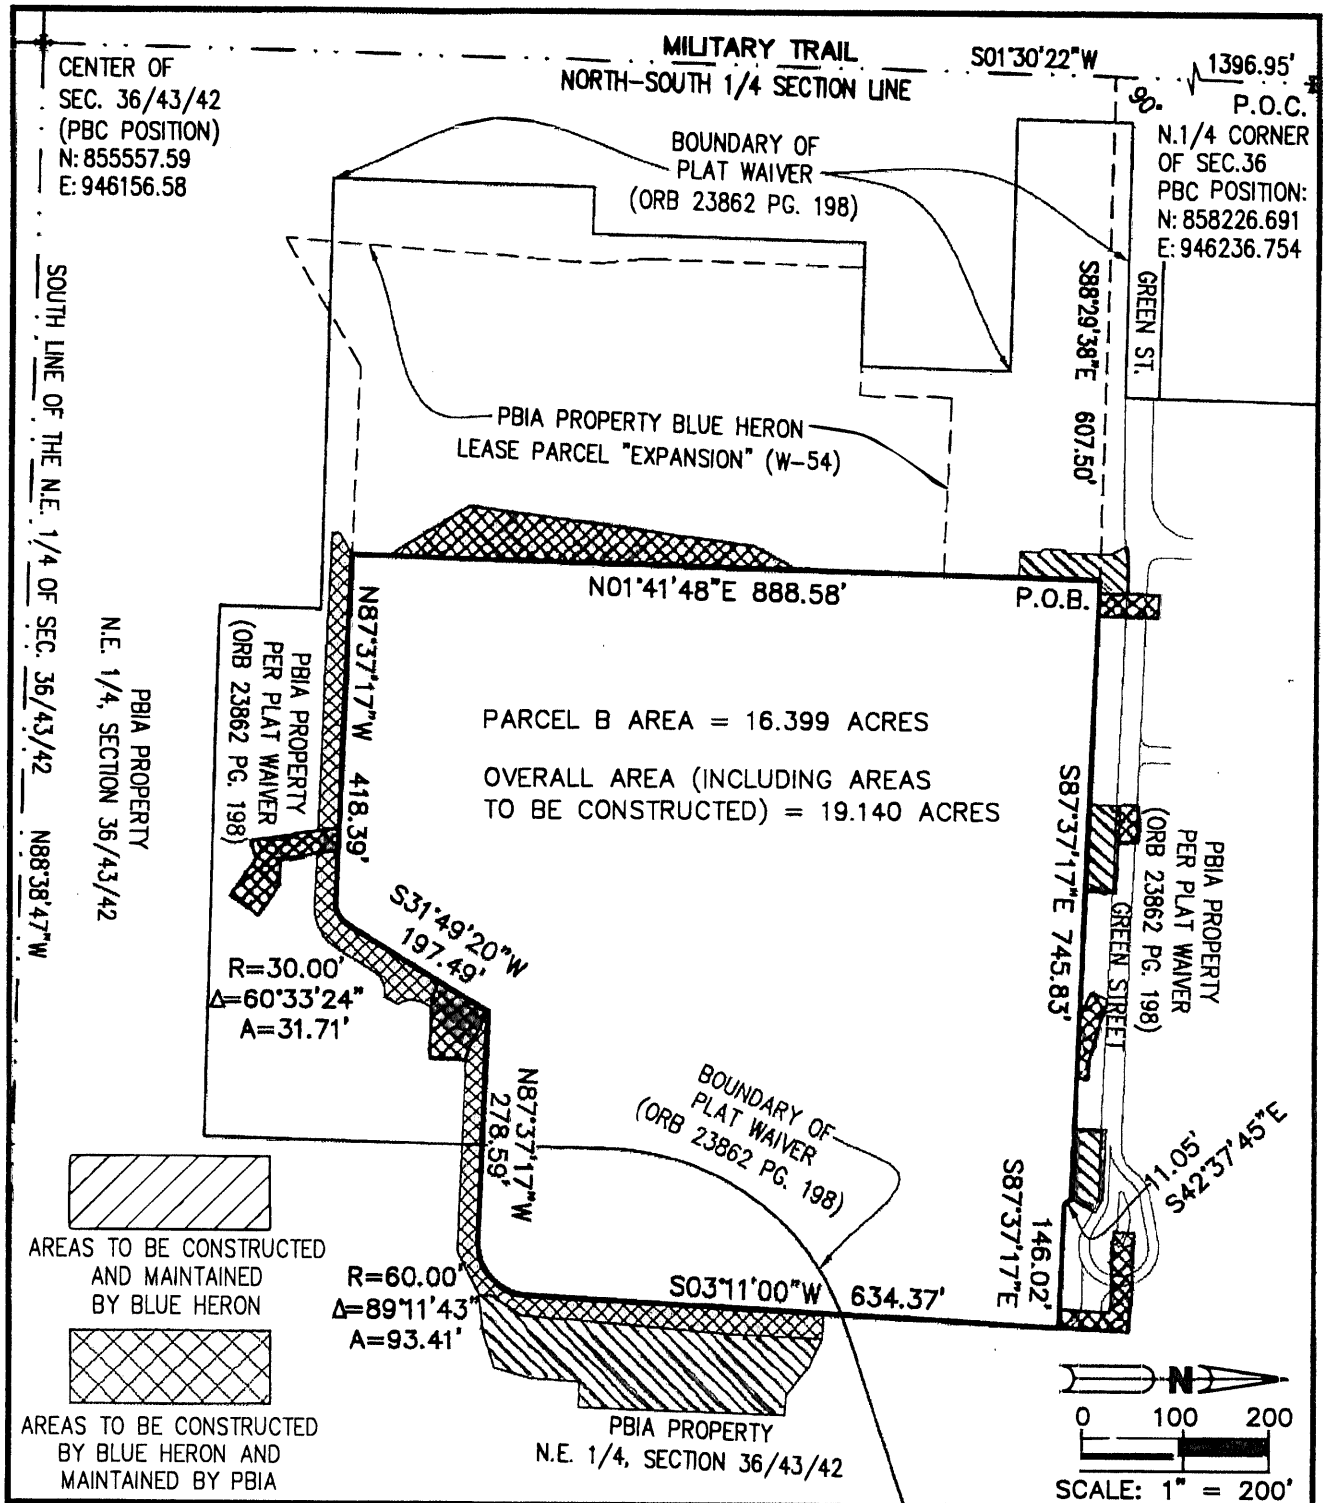 MILITARY TRAIL
S01°30'22"W
1396.95'
NORTH-SOUTH 1/4 SECTION LINE
90°
P.O.C.
N.1/4 CORNER
OF SEC.36
PBC POSITION:
N: 858226.691
E: 946236.754
CENTER OF
SEC. 36/43/42
(PBC POSITION)
N: 855557.59
E: 946156.58
BOUNDARY OF
PLAT WAIVER
(ORB 23862 PG. 198)
GREEN ST.
S88°29'38"E 607.50'
SOUTH LINE OF THE N.E. 1/4 OF SEC. 36/43/42 N88°38'47"W
PBIA PROPERTY BLUE HERON
LEASE PARCEL "EXPANSION" (W-54)
N01°41'48"E 888.58'
P.O.B.
N87°37'17"W 418.39'
PBIA PROPERTY
PER PLAT WAIVER
(ORB 23862 PG. 198)
PBIA PROPERTY
N.E. 1/4, SECTION 36/43/42
PARCEL B AREA = 16.399 ACRES
OVERALL AREA (INCLUDING AREAS
TO BE CONSTRUCTED) = 19.140 ACRES
S87°37'17"E 745.83'
GREEN STREET
PBIA PROPERTY
PER PLAT WAIVER
(ORB 23862 PG. 198)
S31°49'20"W
197.49'
R=30.00'
Δ=60°33'24"
A=31.71'
N87°37'17"W
278.59'
BOUNDARY OF
PLAT WAIVER
(ORB 23862 PG. 198)
11.05'
S42°37'45"E
146.02'
S87°37'17"E
AREAS TO BE CONSTRUCTED
AND MAINTAINED
BY BLUE HERON
R=60.00'
Δ=89°11'43"
A=93.41'
S03°11'00"W 634.37'
AREAS TO BE CONSTRUCTED
BY BLUE HERON AND
MAINTAINED BY PBIA
PBIA PROPERTY
N.E. 1/4, SECTION 36/43/42
N
0 100 200
SCALE: 1" = 200'